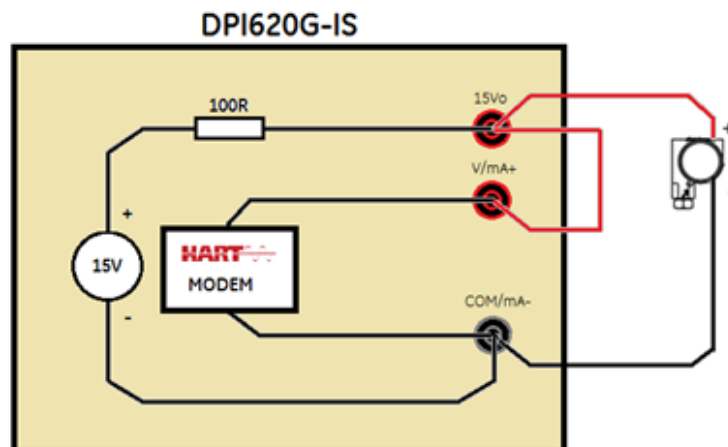 DPI620G-IS
100R
15Vo
V/mA+
+
+
15V
HART
MODEM
-
COM/mA-